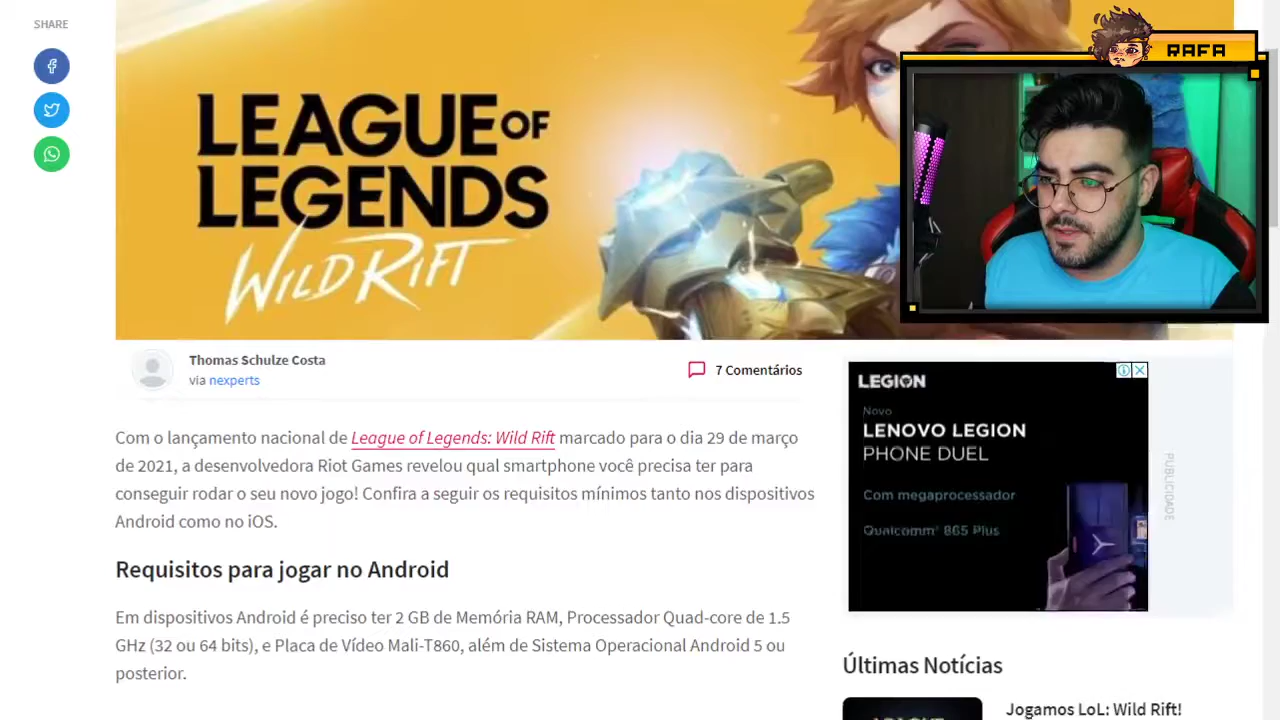 SHARE
RAFA
LEAGUE OF
LEGENDS
WILD RIFT
Thomas Schulze Costa
via nexperts
7 Comentários
Com o lançamento nacional de League of Legends: Wild Rift marcado para o dia 29 de março
de 2021, a desenvolvedora Riot Games revelou qual smartphone você precisa ter para
conseguir rodar o seu novo jogo! Confira a seguir os requisitos mínimos tanto nos dispositivos
Android como no iOS.
Requisitos para jogar no Android
Em dispositivos Android é preciso ter 2 GB de Memória RAM, Processador Quad-core de 1.5
GHz (32 ou 64 bits), e Placa de Vídeo Mali-T860, além de Sistema Operacional Android 5 ou
posterior.
LEGION
Novo
LENOVO LEGION
PHONE DUEL
Com megaprocessador
Qualcomm® 865 Plus
PUBLICIDADE
Últimas Notícias
Jogamos LoL: Wild Rift!